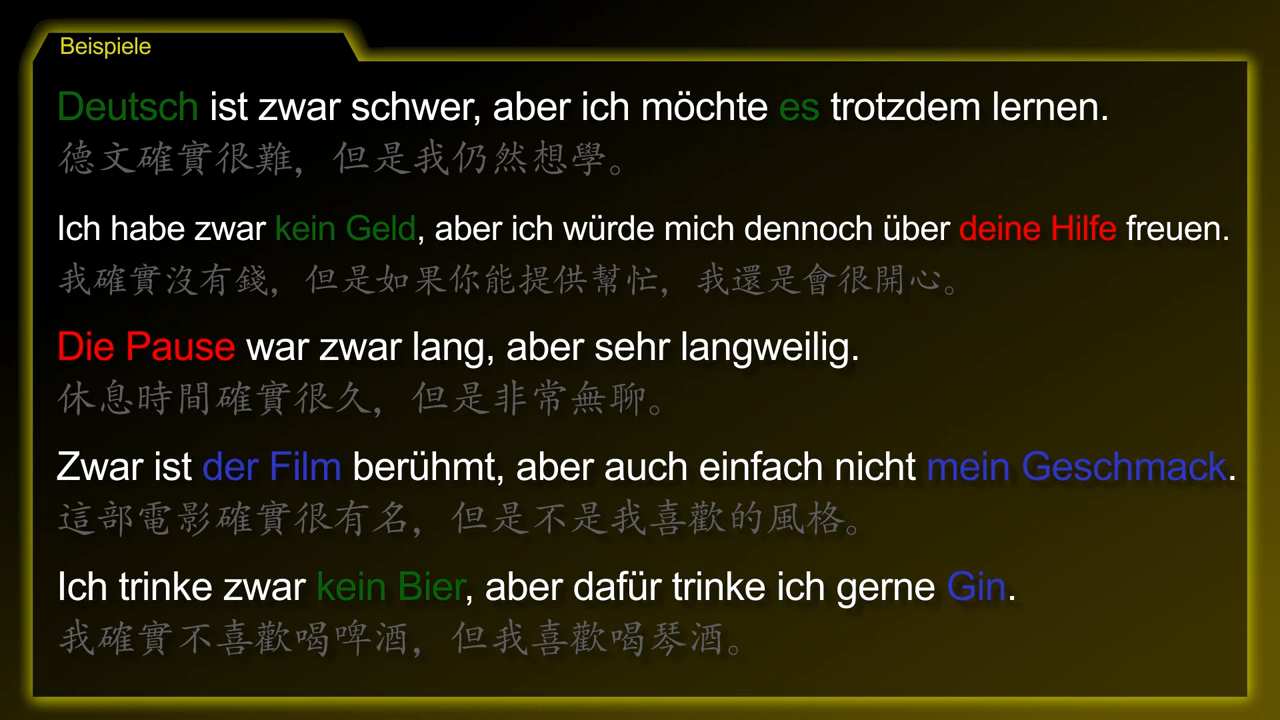 Beispiele
Deutsch ist zwar schwer, aber ich möchte es trotzdem lernen.
德文確實很難，但是我仍然想學。
Ich habe zwar kein Geld, aber ich würde mich dennoch über deine Hilfe freuen.
我確實沒有錢，但是如果你能提供幫忙，我還是會很開心。
Die Pause war zwar lang, aber sehr langweilig.
休息時間確實很久，但是非常無聊。
Zwar ist der Film berühmt, aber auch einfach nicht mein Geschmack.
這部電影確實很有名，但是不是我喜歡的風格。
Ich trinke zwar kein Bier, aber dafür trinke ich gerne Gin.
我確實不喜歡喝啤酒，但我喜歡喝琴酒。